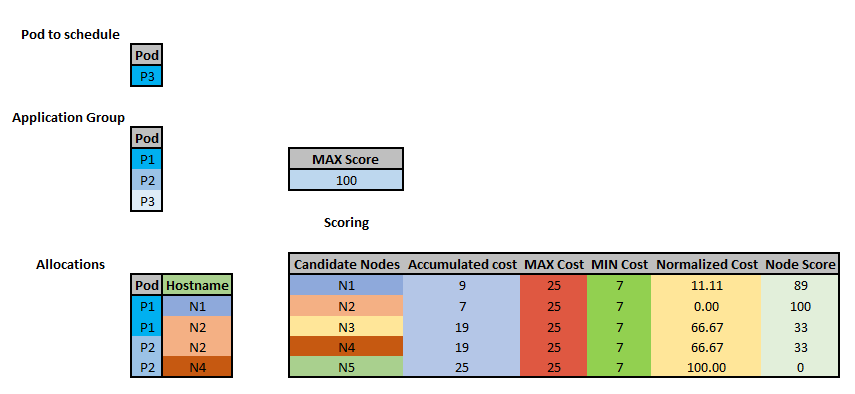 Pod to schedule
Pod
P3
Application Group
Pod
P1
P2
P3
MAX Score
100
Scoring
Allocations
Pod Hostname
P1 N1
P1 N2
P2 N2
P2 N4
Candidate Nodes Accumulated cost MAX Cost MIN Cost Normalized Cost Node Score
N1 9 25 7 11.11 89
N2 7 25 7 0.00 100
N3 19 25 7 66.67 33
N4 19 25 7 66.67 33
N5 25 25 7 100.00 0